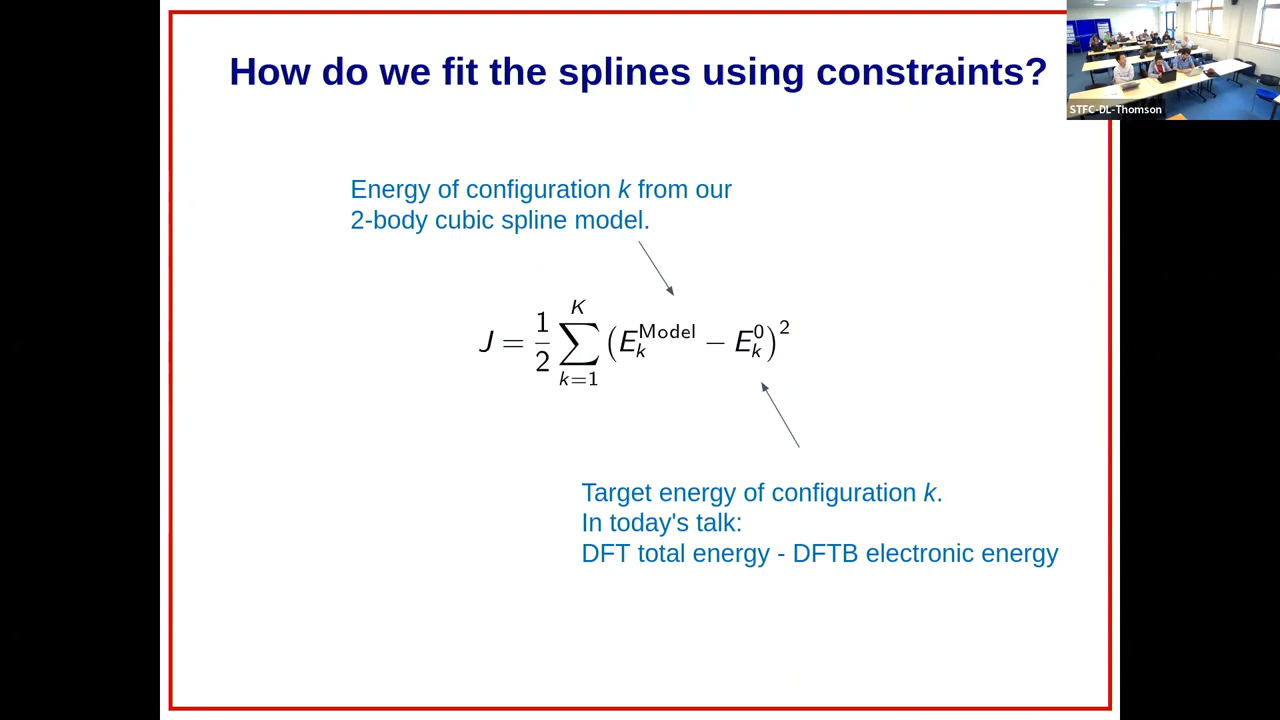 How do we fit the splines using constraints?
STFC-DL-Thomson
Energy of configuration k from our
2-body cubic spline model.
J = \frac{1}{2} \sum_{k=1}^{K} (E_k^{Model} − E_k^0)^2
Target energy of configuration k.
In today's talk:
DFT total energy - DFTB electronic energy